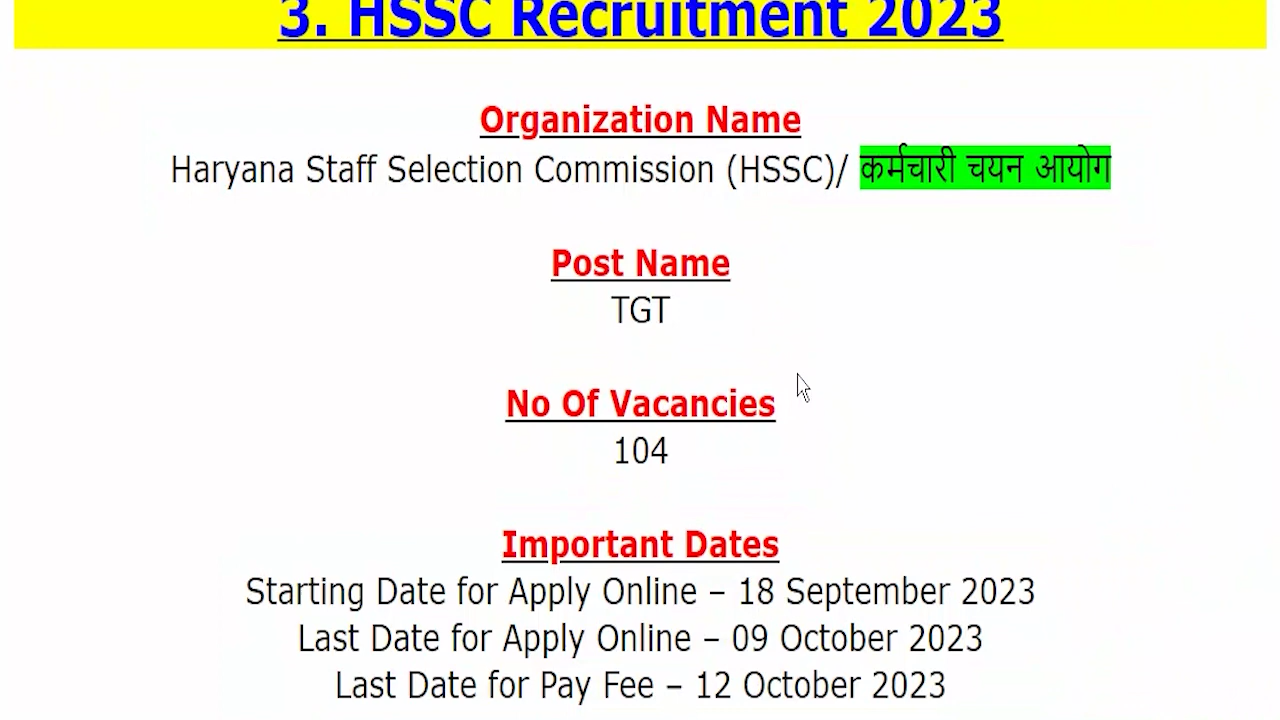 3. HSSC Recruitment 2023
Organization Name
Haryana Staff Selection Commission (HSSC)/ कर्मचारी चयन आयोग
Post Name
TGT
No Of Vacancies
104
Important Dates
Starting Date for Apply Online – 18 September 2023
Last Date for Apply Online – 09 October 2023
Last Date for Pay Fee – 12 October 2023